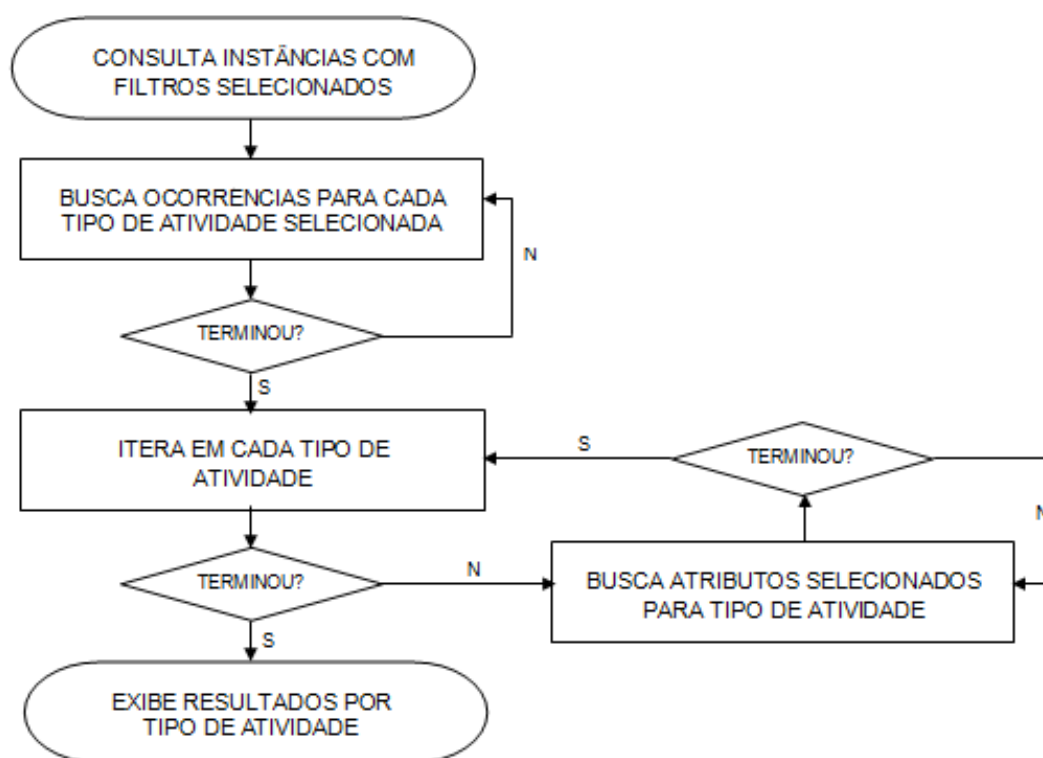 CONSULTA INSTÂNCIAS COM
FILTROS SELECIONADOS
BUSCA OCORRENCIAS PARA CADA
TIPO DE ATIVIDADE SELECIONADA
N
TERMINOU?
S
ITERA EM CADA TIPO DE
ATIVIDADE
S
TERMINOU?
N
TERMINOU?
N
BUSCA ATRIBUTOS SELECIONADOS
PARA TIPO DE ATIVIDADE
S
EXIBE RESULTADOS POR
TIPO DE ATIVIDADE